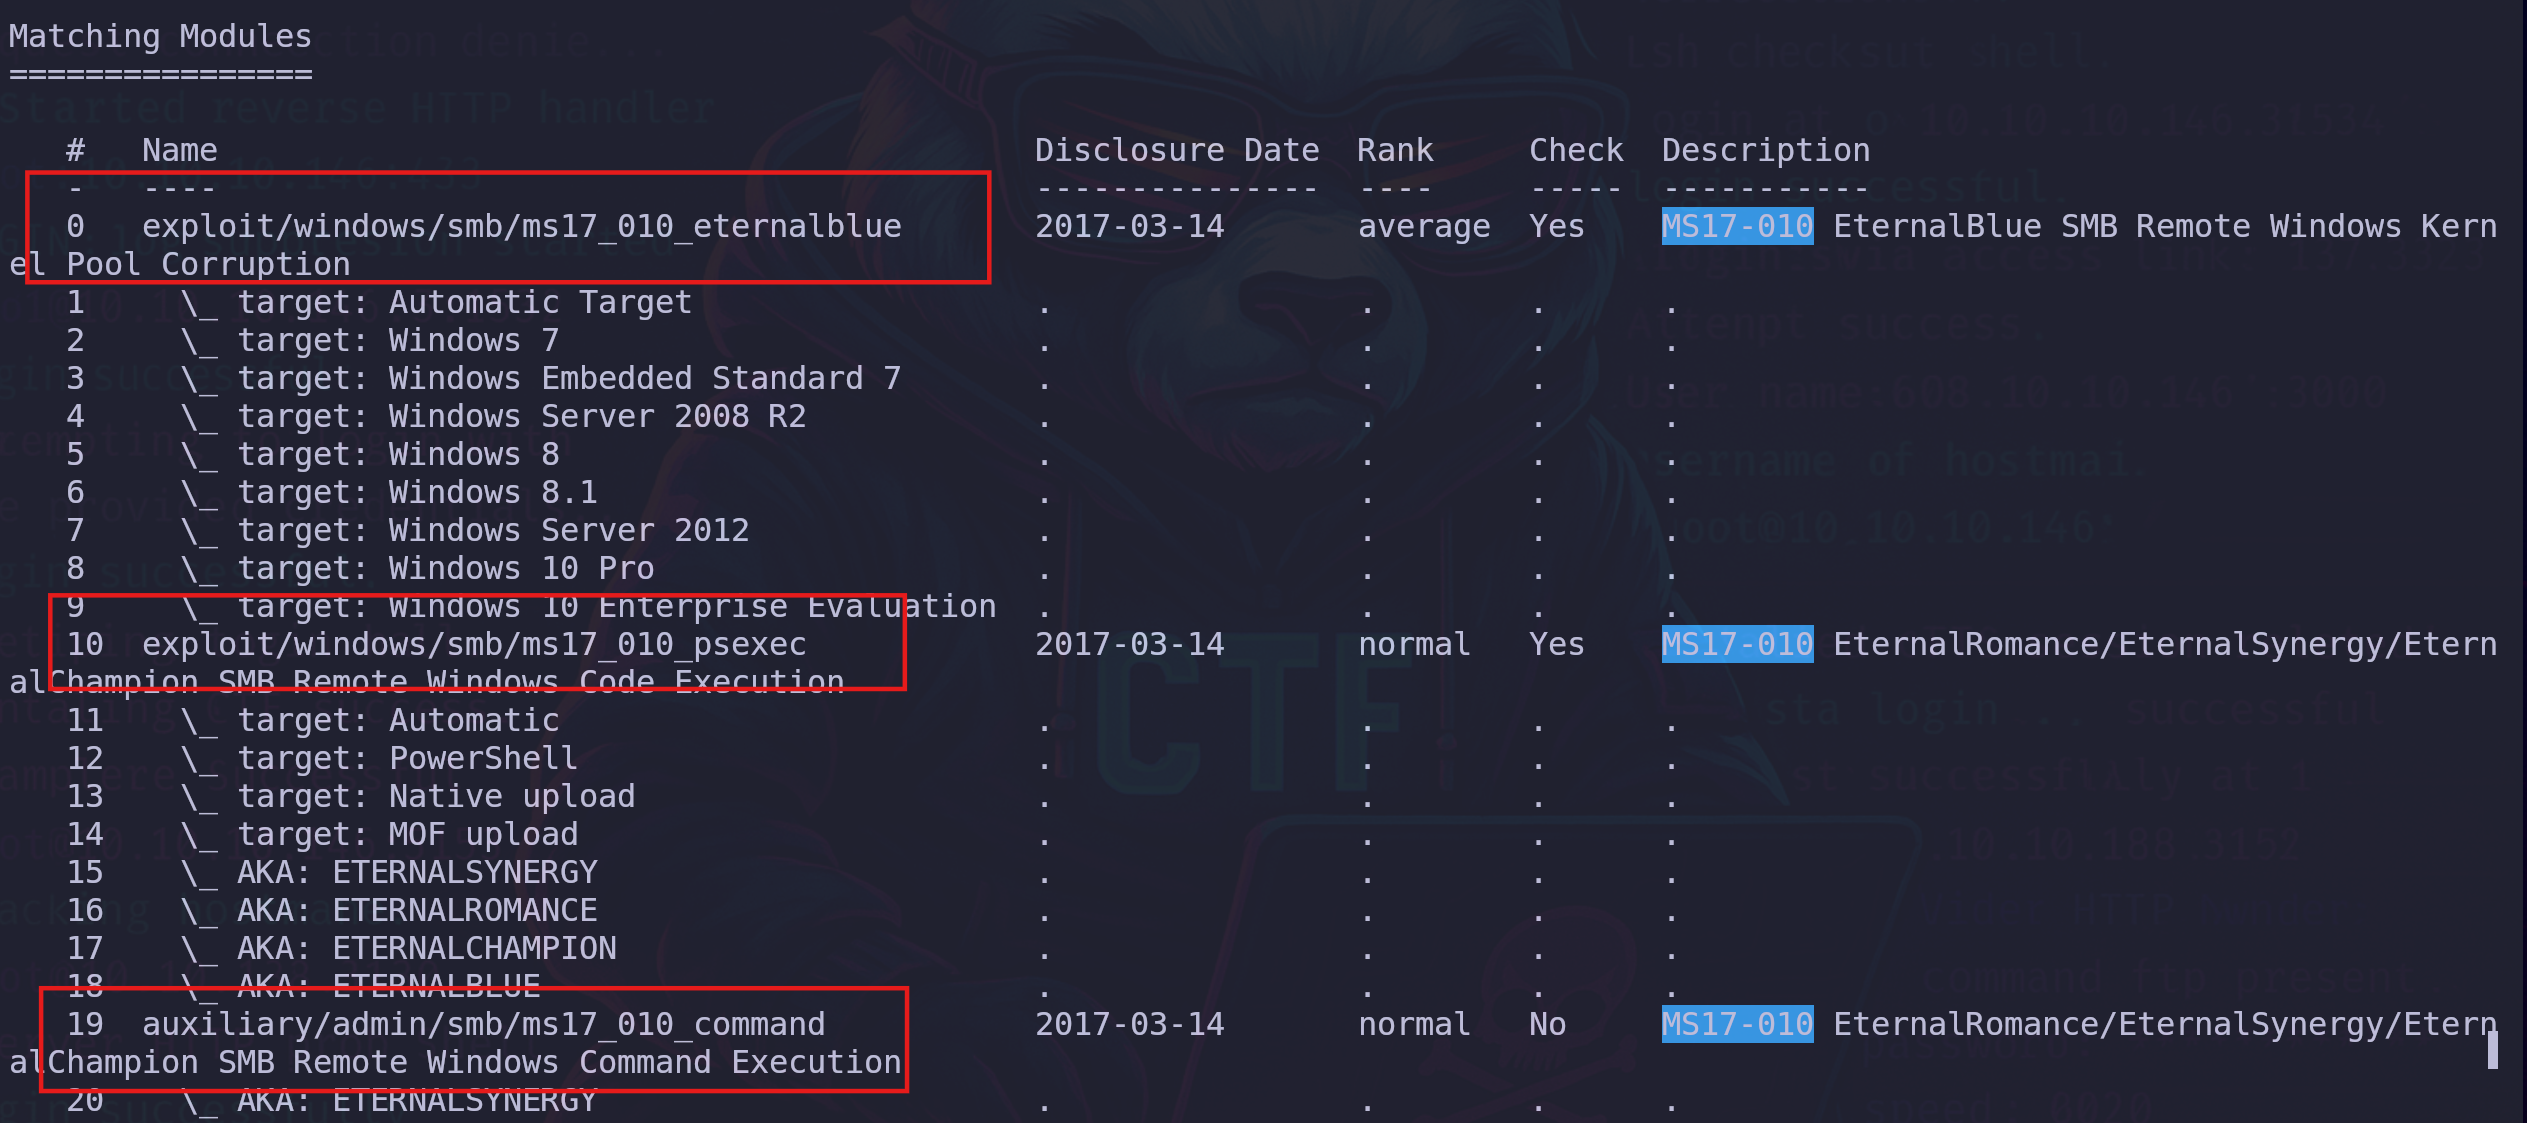 Matching Modules
================
#   Name                                           Disclosure Date  Rank     Check  Description
-   ----                                           ---------------  ----     -----  -----------
0   exploit/windows/smb/ms17_010_eternalblue       2017-03-14       average  Yes    MS17-010 EternalBlue SMB Remote Windows Kern
el Pool Corruption
1     \_ target: Automatic Target                  .                .        .      .
2     \_ target: Windows 7                         .                .        .      .
3     \_ target: Windows Embedded Standard 7       .                .        .      .
4     \_ target: Windows Server 2008 R2            .                .        .      .
5     \_ target: Windows 8                         .                .        .      .
6     \_ target: Windows 8.1                       .                .        .      .
7     \_ target: Windows Server 2012               .                .        .      .
8     \_ target: Windows 10 Pro                    .                .        .      .
9     \_ target: Windows 10 Enterprise Evaluation  .                .        .      .
10  exploit/windows/smb/ms17_010_psexec            2017-03-14       normal   Yes    MS17-010 EternalRomance/EternalSynergy/Etern
alChampion SMB Remote Windows Code Execution
11    \_ target: Automatic                         .                .        .      .
12    \_ target: PowerShell                        .                .        .      .
13    \_ target: Native upload                     .                .        .      .
14    \_ target: MOF upload                        .                .        .      .
15    \_ AKA: ETERNALSYNERGY                       .                .        .      .
16    \_ AKA: ETERNALROMANCE                       .                .        .      .
17    \_ AKA: ETERNALCHAMPION                      .                .        .      .
18    \_ AKA: ETERNALBLUE                          .                .        .      .
19  auxiliary/admin/smb/ms17_010_command           2017-03-14       normal   No     MS17-010 EternalRomance/EternalSynergy/Etern
alChampion SMB Remote Windows Command Execution
20    \_ AKA: ETERNALSYNERGY                       .                .        .      .
CTF